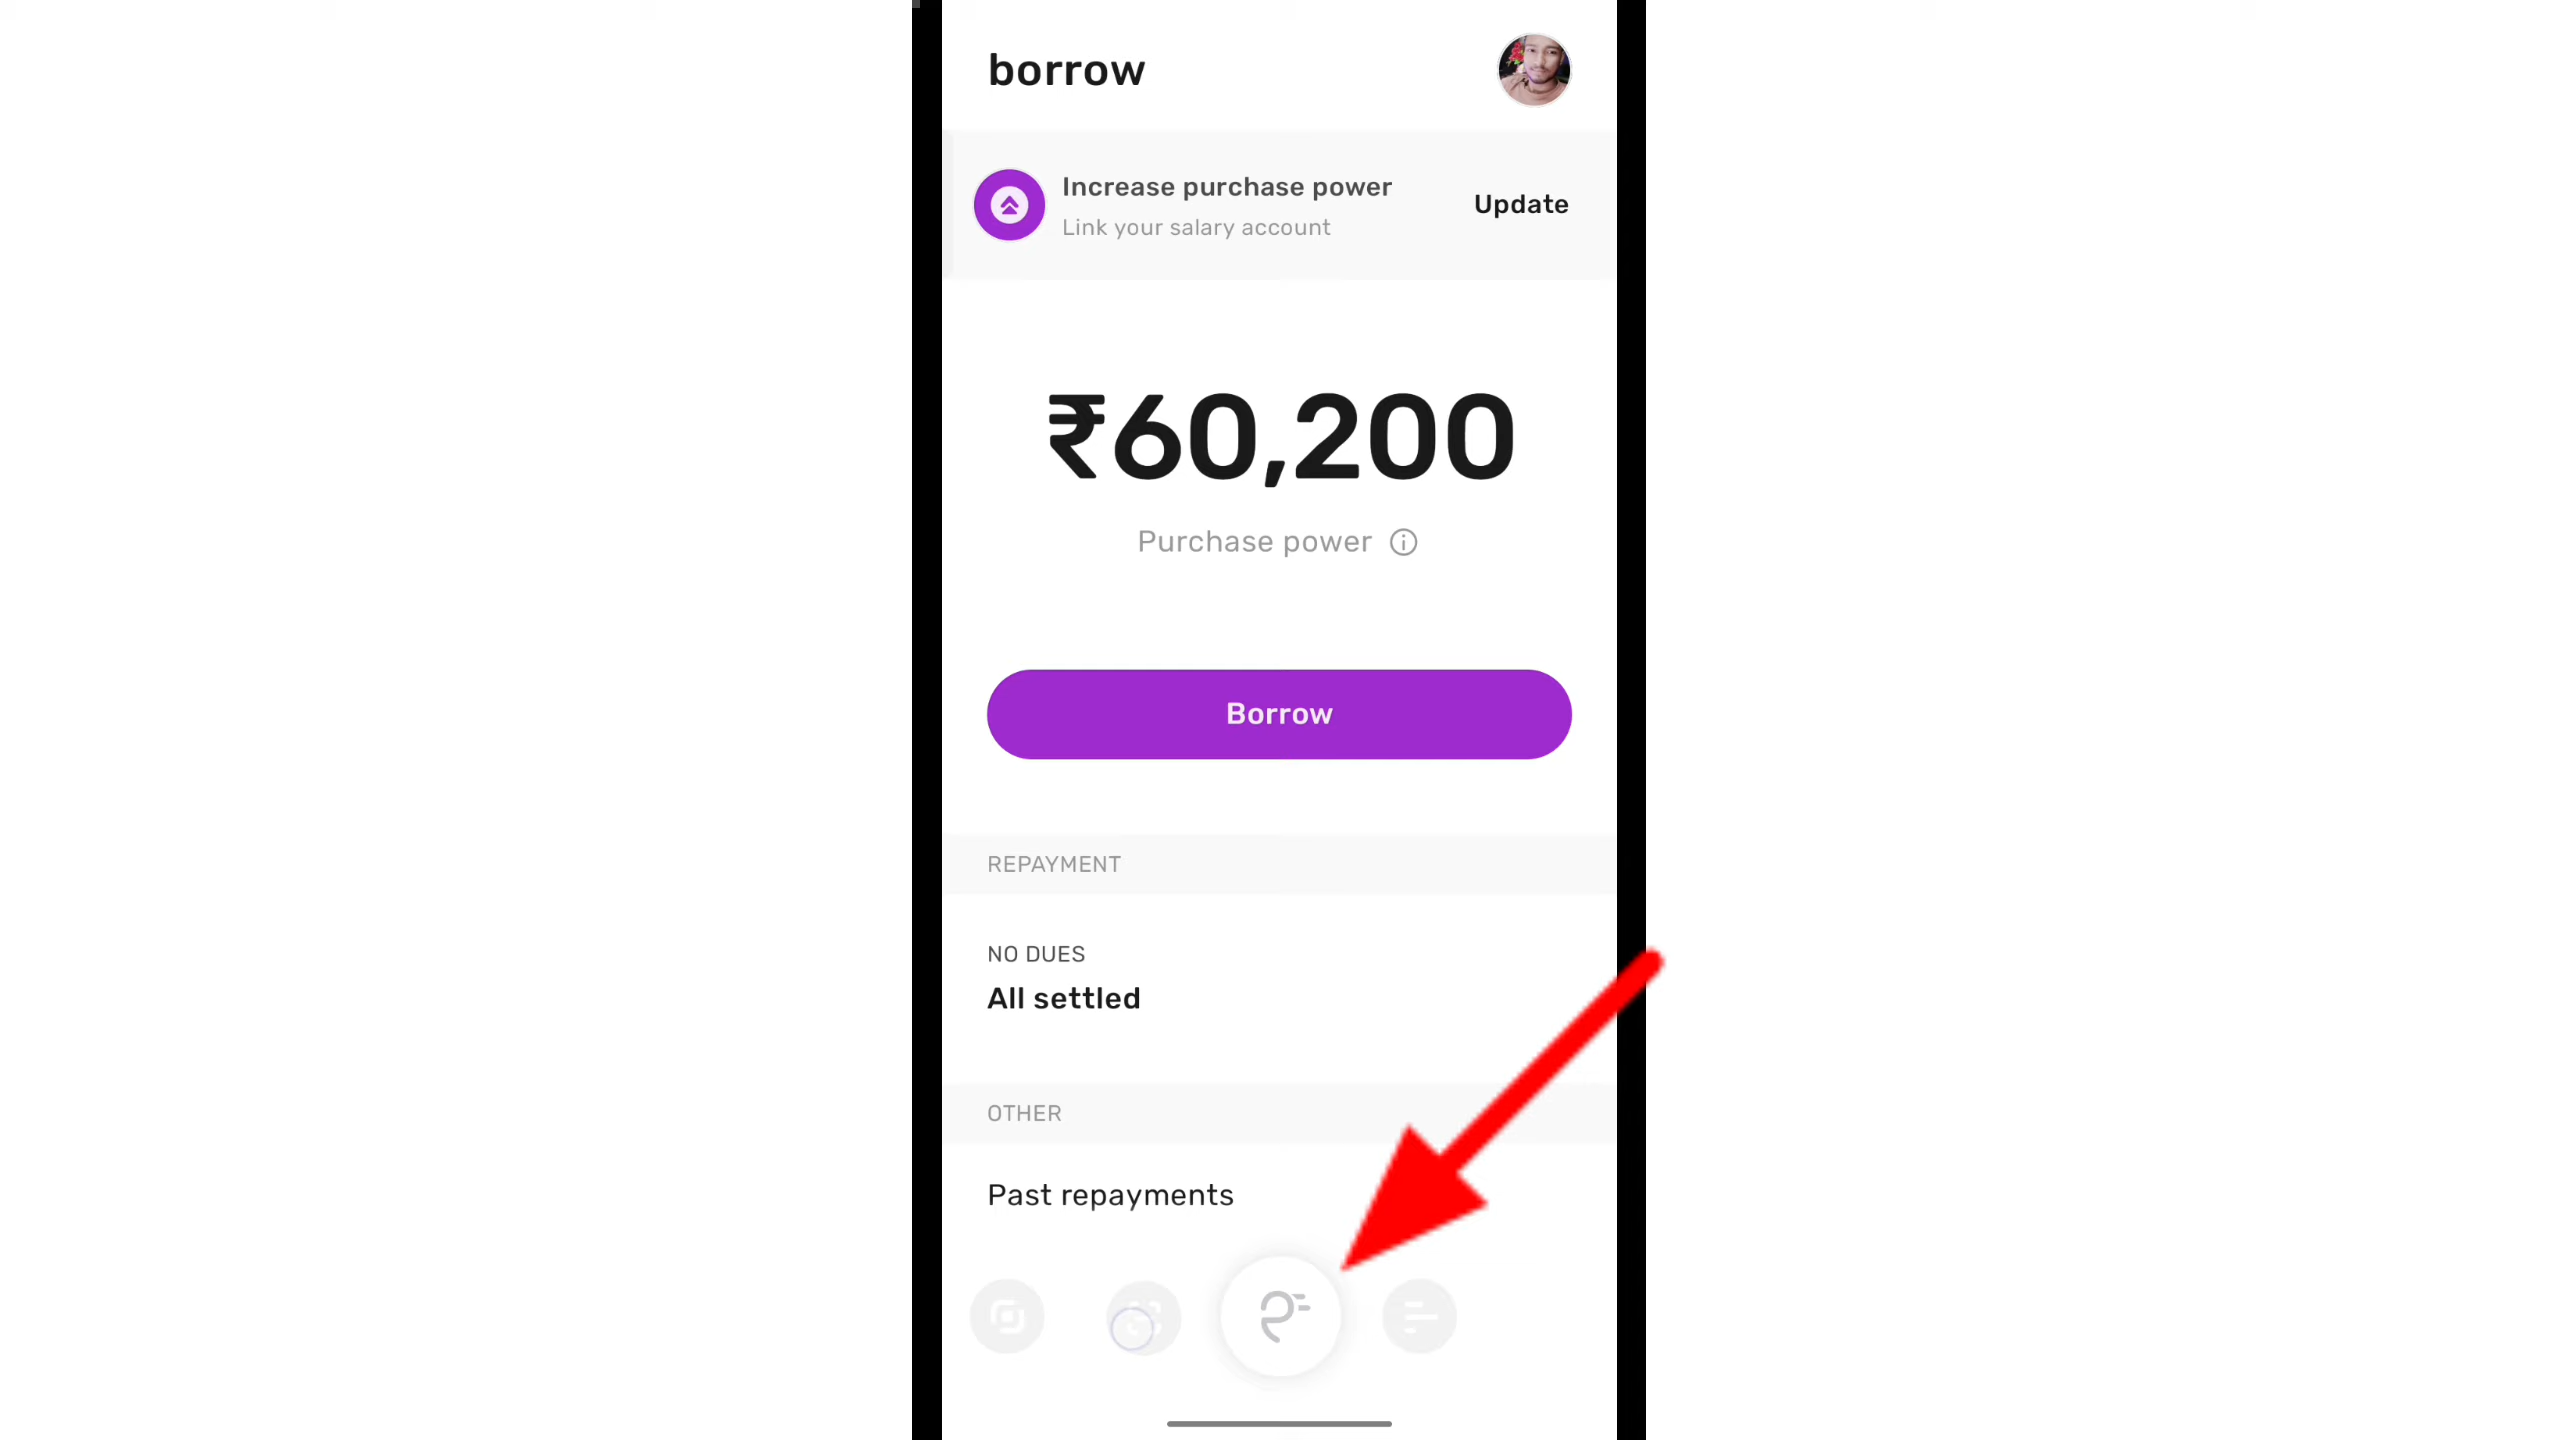 borrow
Increase purchase power
Link your salary account
Update
₹60,200
Purchase power
Borrow
REPAYMENT
NO DUES
All settled
OTHER
Past repayments